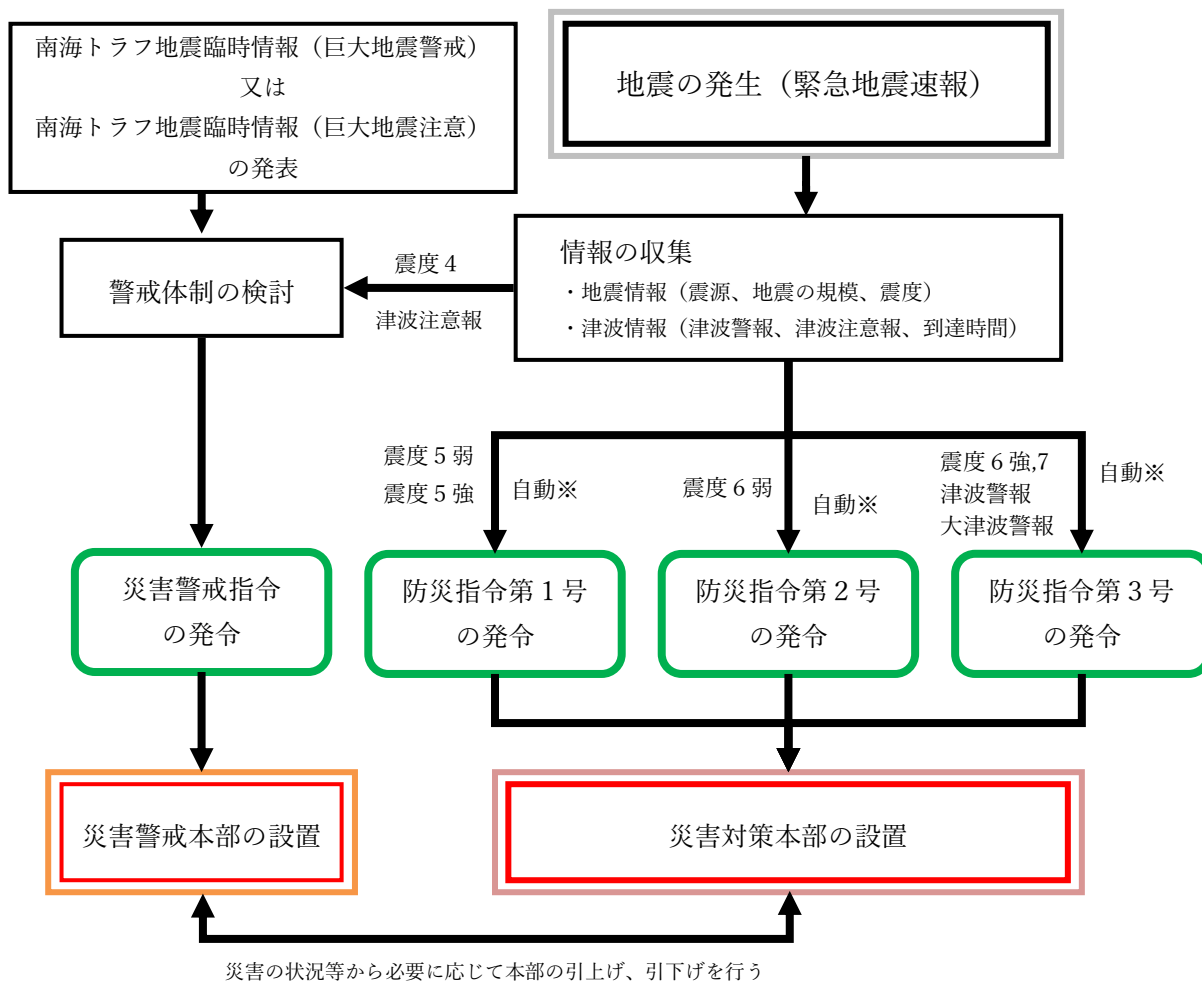 南海トラフ地震臨時情報（巨大地震警戒）
又は
南海トラフ地震臨時情報（巨大地震注意）
の発表
地震の発生（緊急地震速報）
情報の収集
・地震情報（震源、地震の規模、震度）
・津波情報（津波警報、津波注意報、到達時間）
震度４
津波注意報
警戒体制の検討
震度５弱
震度５強
自動※
震度６弱
自動※
震度６強,7
津波警報
大津波警報
自動※
災害警戒指令
の発令
防災指令第１号
の発令
防災指令第２号
の発令
防災指令第３号
の発令
災害警戒本部の設置
災害対策本部の設置
災害の状況等から必要に応じて本部の引上げ、引下げを行う